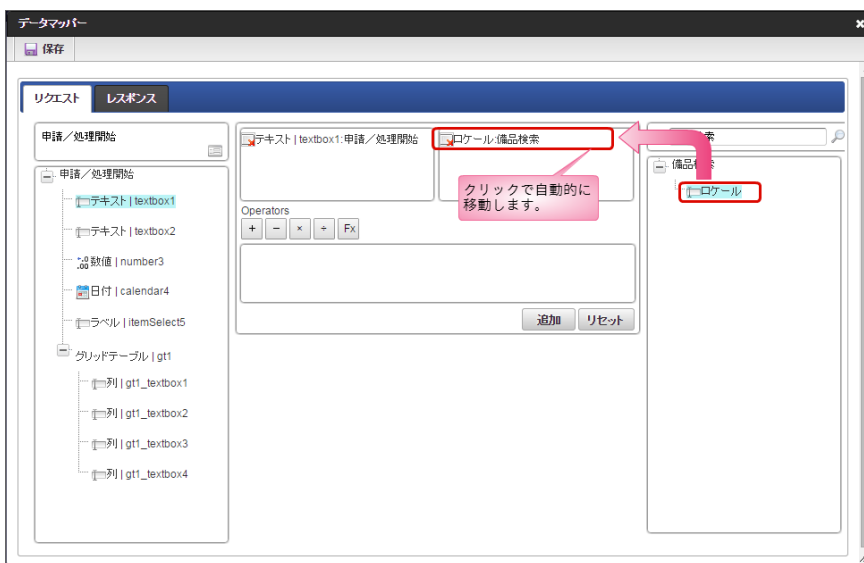 データマッパー
保存
リクエスト
レスポンス
申請／処理開始
申請／処理開始
テキスト | textbox1
テキスト | textbox2
数値 | number3
日付 | calendar4
ラベル | itemSelect5
グリッドテーブル | gt1
列 | gt1_textbox1
列 | gt1_textbox2
列 | gt1_textbox3
列 | gt1_textbox4
テキスト | textbox1:申請／処理開始
ロケール:備品検索
クリックで自動的に
移動します。
Operators
+ − × ÷ Fx
追加
リセット
索
備品検索
ロケール